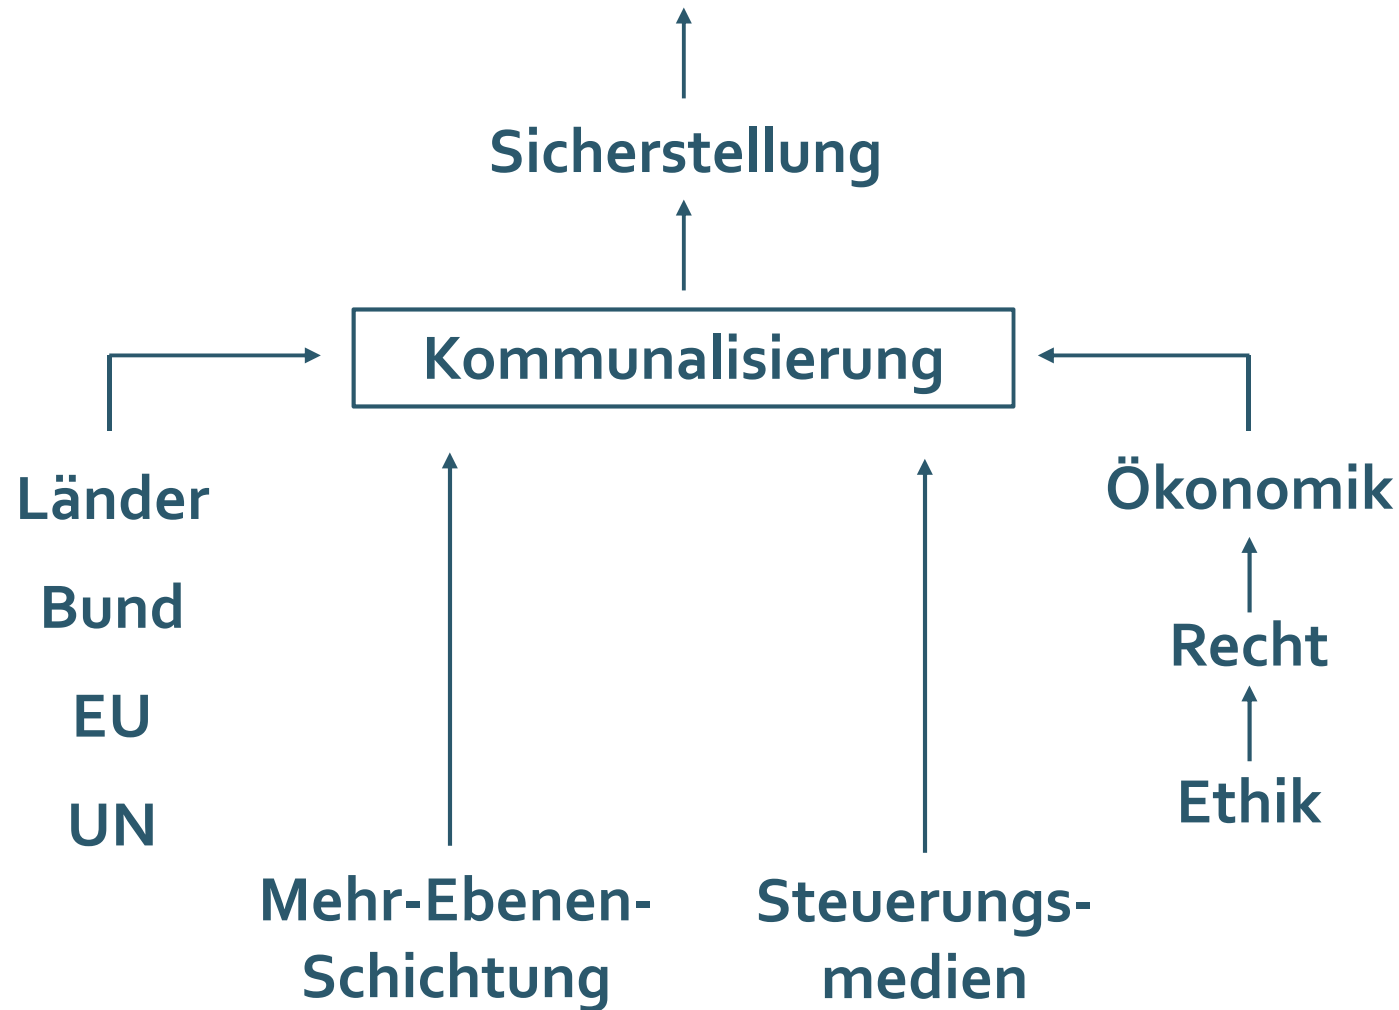 Sicherstellung
Kommunalisierung
Länder
Bund
EU
UN
Mehr-Ebenen-
Schichtung
Steuerungs-
medien
Ökonomik
Recht
Ethik